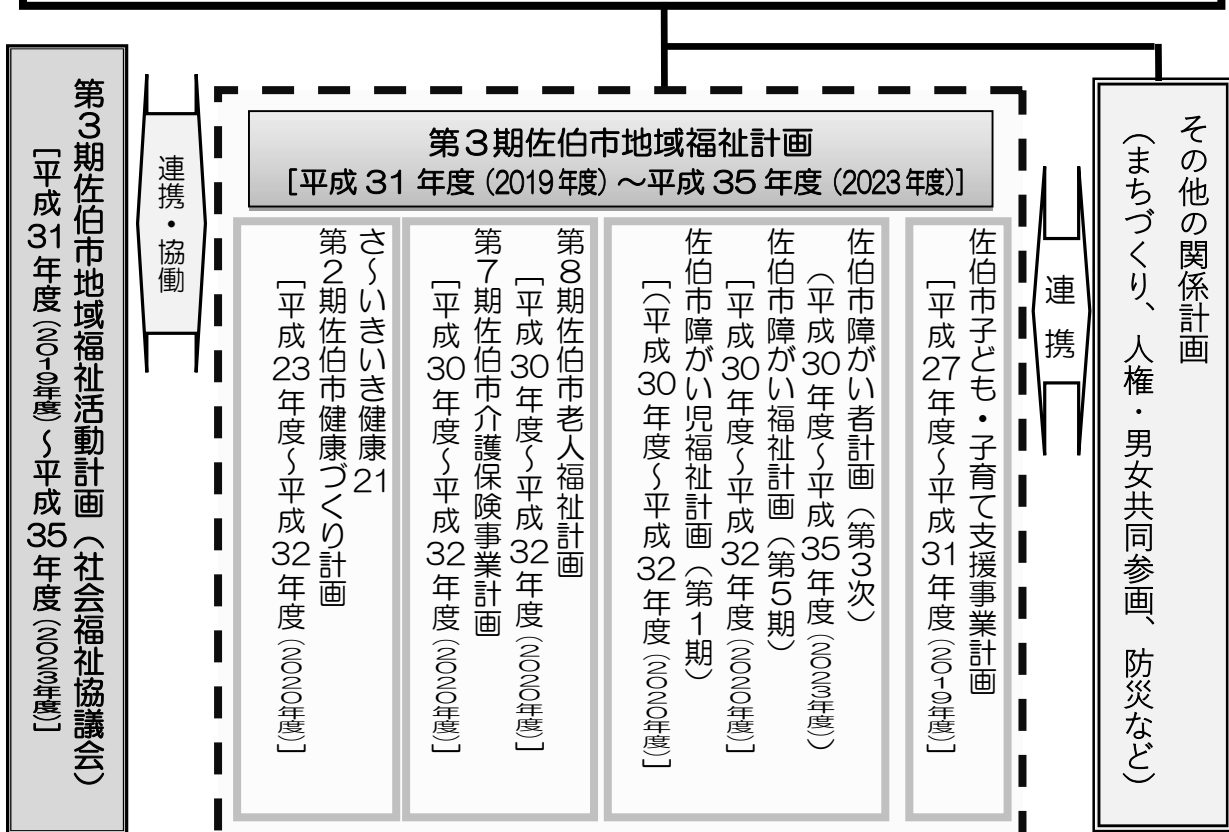 第3期佐伯市地域福祉計画
［平成 31 年度（2019年度）～平成 35 年度（2023年度）］
その他の関係計画
（まちづくり、人権・男女共同参画、防災など）
連携
佐伯市子ども・子育て支援事業計画
［平成27年度～平成31年度（2019年度）］
佐伯市障がい者計画（第3次）
（平成30年度～平成35年度（2023年度））
佐伯市障がい福祉計画（第5期）
［平成30年度～平成32年度（2020年度）］
佐伯市障がい児福祉計画（第1期）
［（平成30年度～平成32年度（2020年度）］
第8期佐伯市老人福祉計画
［平成30年度～平成32年度（2020年度）］
第7期佐伯市介護保険事業計画
［平成30年度～平成32年度（2020年度）］
さ～いきいき健康21
第2期佐伯市健康づくり計画
［平成23年度～平成32年度（2020年度）］
連携・協働
第3期佐伯市地域福祉活動計画（社会福祉協議会）
［平成31年度（2019年度）～平成35年度（2023年度）］